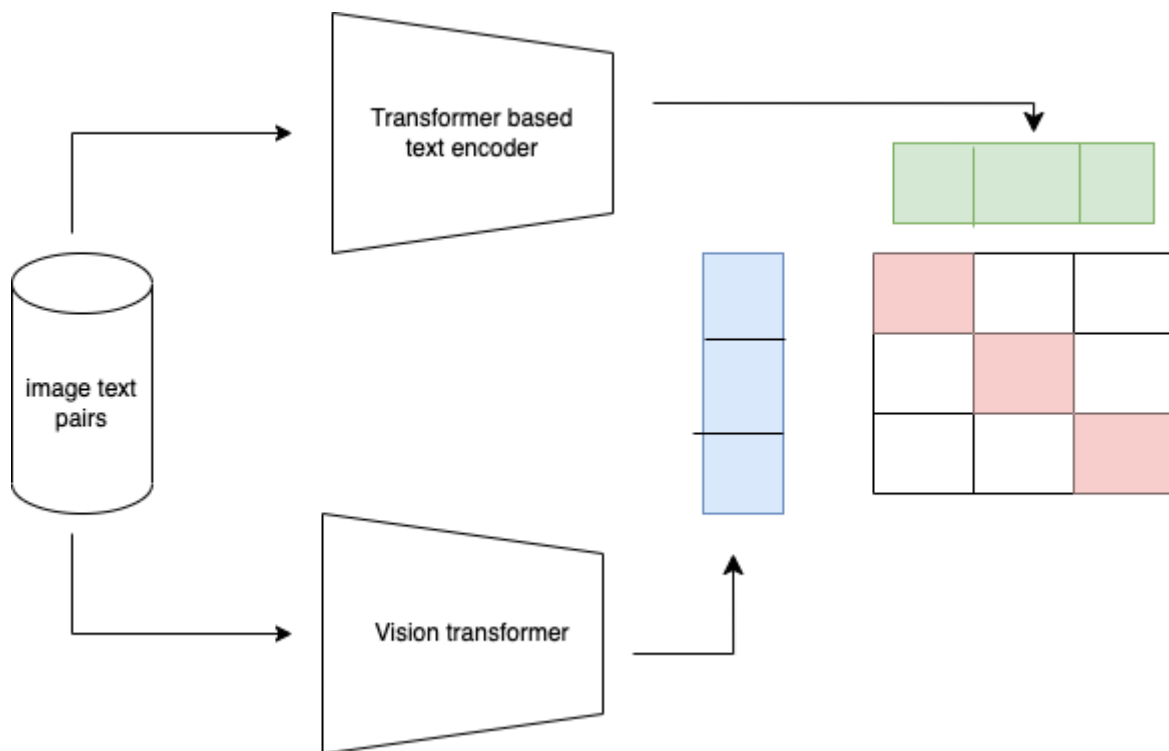 Transformer based
text encoder
image text
pairs
Vision transformer